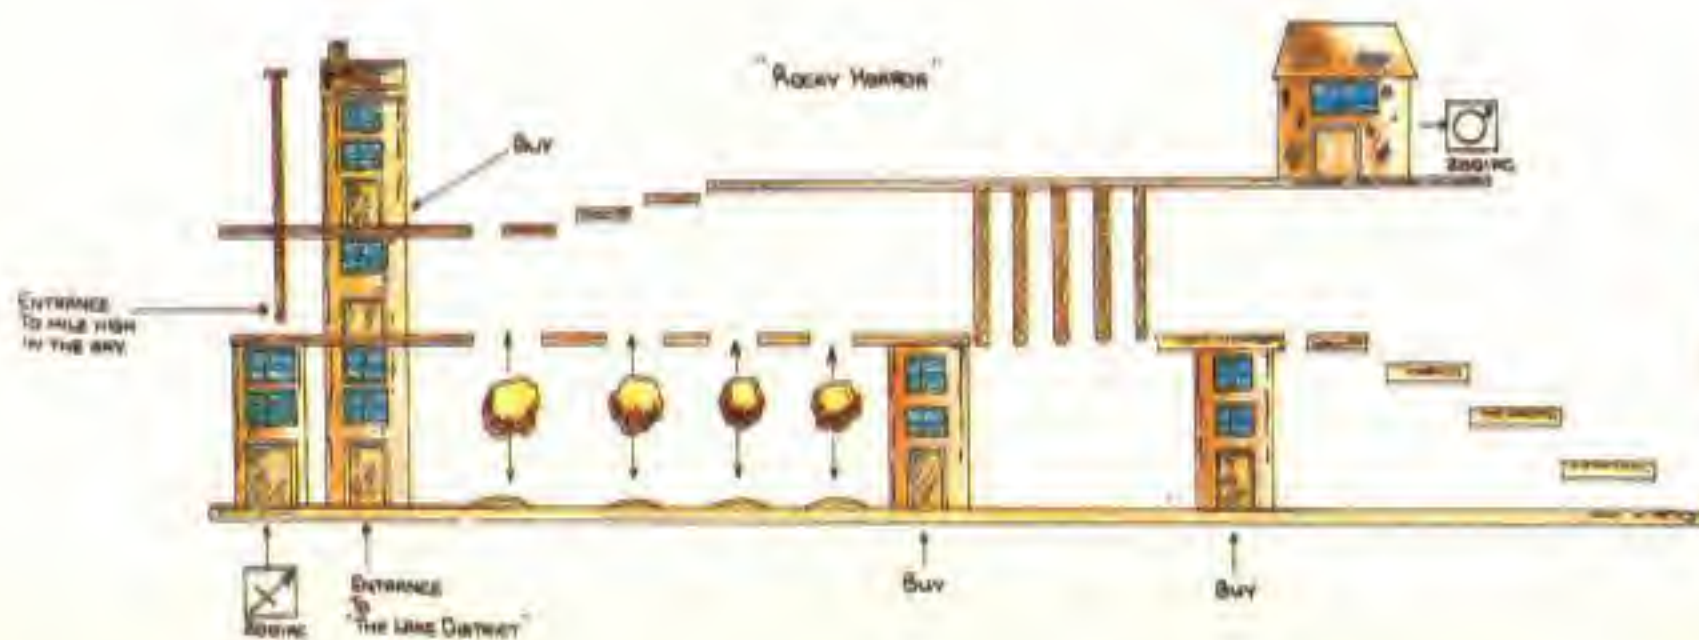 "ROCKY HORROR"
BUY
ZODIAC
ENTRANCE
TO MILE HIGH
IN THE SKY
ZODIAC
ENTRANCE
TO
"THE LAKE DISTRICT"
BUY
BUY